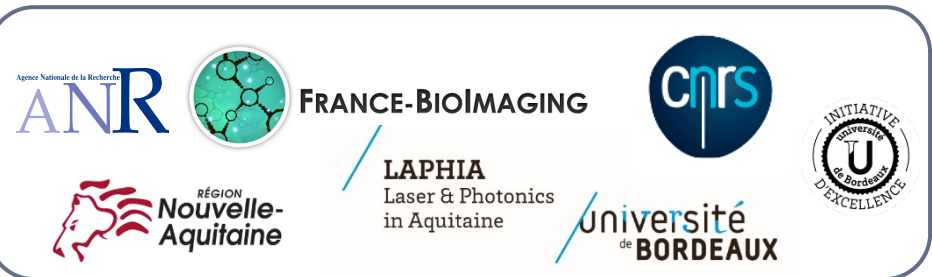 Agence Nationale de la Recherche
ANR
FRANCE-BIOIMAGING
cnrs
INITIATIVE
université
U
de Bordeaux
D'EXCELLENCE
LAPHIA
Laser & Photonics
in Aquitaine
RÉGION
Nouvelle-
Aquitaine
université
de BORDEAUX